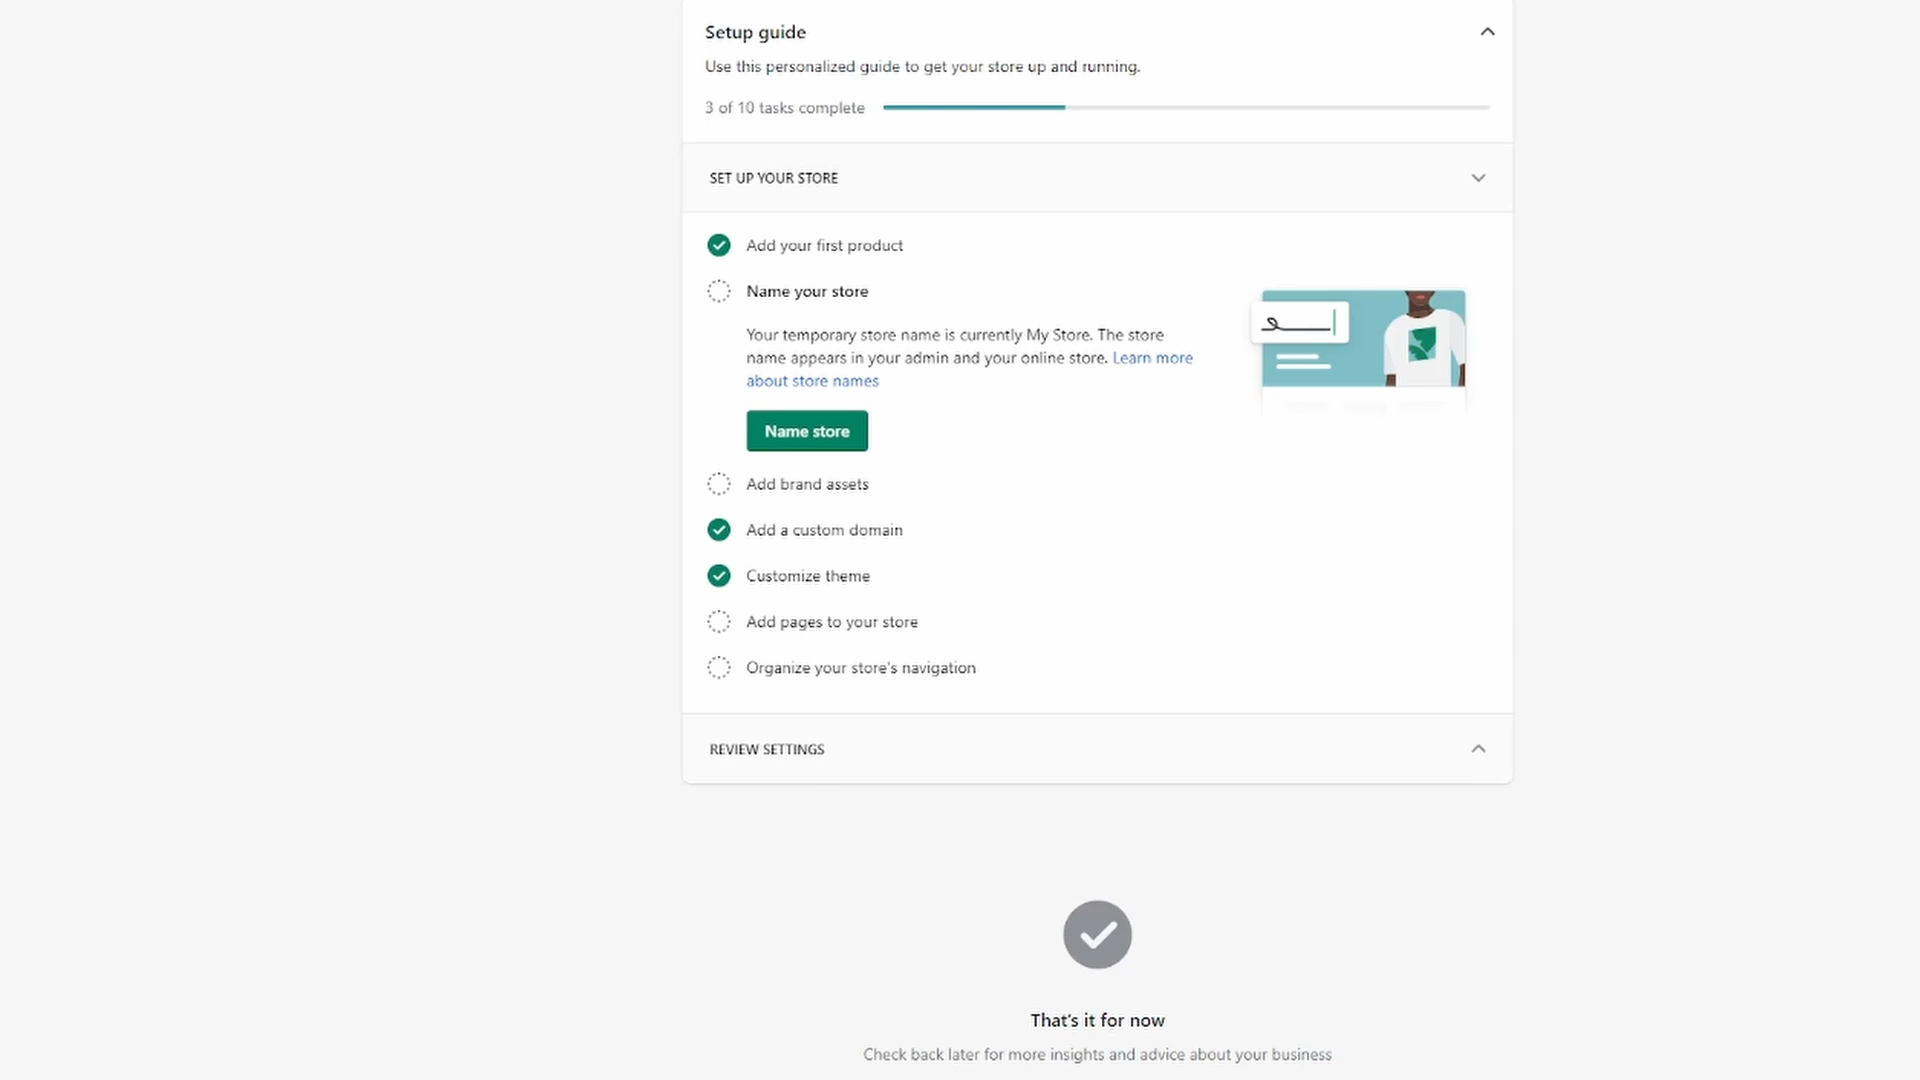 Setup guide
Use this personalized guide to get your store up and running.
3 of 10 tasks complete
SET UP YOUR STORE
Add your first product
Name your store
Your temporary store name is currently My Store. The store
name appears in your admin and your online store. Learn more
about store names
Name store
Add brand assets
Add a custom domain
Customize theme
Add pages to your store
Organize your store's navigation
REVIEW SETTINGS
That's it for now
Check back later for more insights and advice about your business